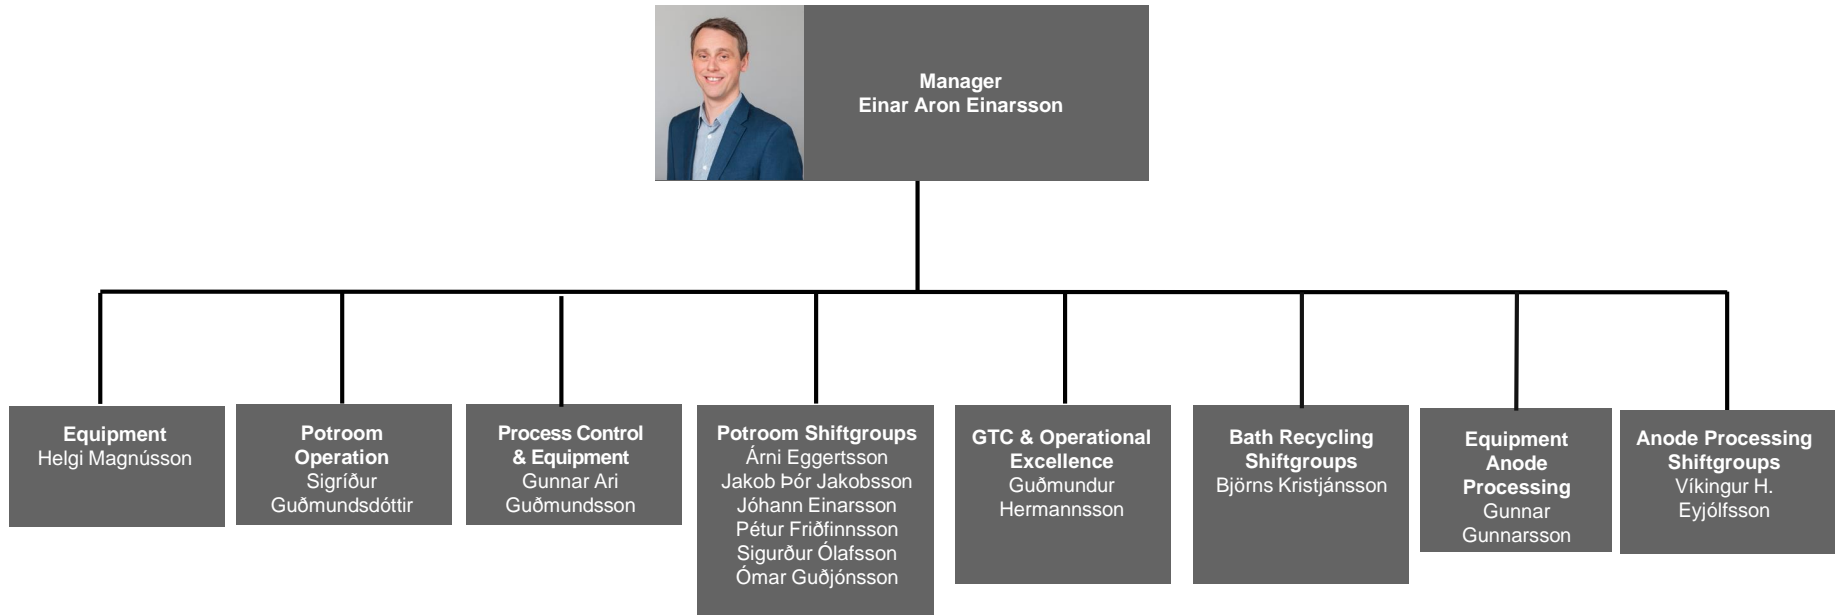 Manager
Einar Aron Einarsson
Equipment
Helgi Magnússon
Potroom
Operation
Sigríður
Guðmundsdóttir
Process Control
& Equipment
Gunnar Ari
Guðmundsson
Potroom Shiftgroups
Árni Eggertsson
Jakob Þór Jakobsson
Jóhann Einarsson
Pétur Friðfinnsson
Sigurður Ólafsson
Ómar Guðjónsson
GTC & Operational
Excellence
Guðmundur
Hermannsson
Bath Recycling
Shiftgroups
Björns Kristjánsson
Equipment
Anode
Processing
Gunnar
Gunnarsson
Anode Processing
Shiftgroups
Víkingur H.
Eyjólfsson